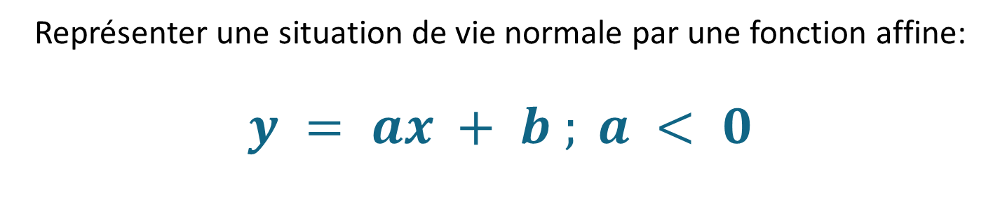 Représenter une situation de vie normale par une fonction affine:
y = ax + b ; a < 0